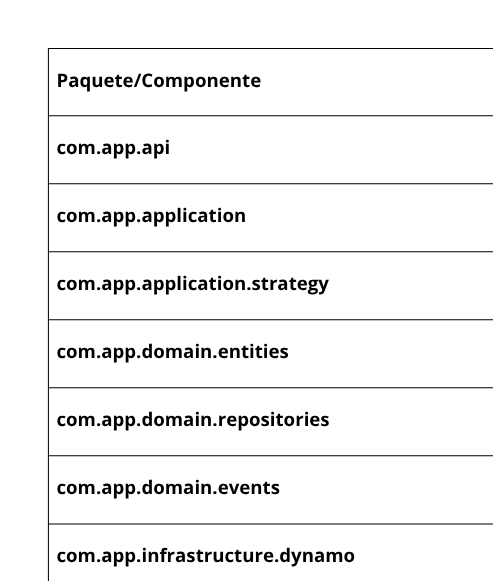 Paquete/Componente
com.app.api
com.app.application
com.app.application.strategy
com.app.domain.entities
com.app.domain.repositories
com.app.domain.events
com.app.infrastructure.dynamo